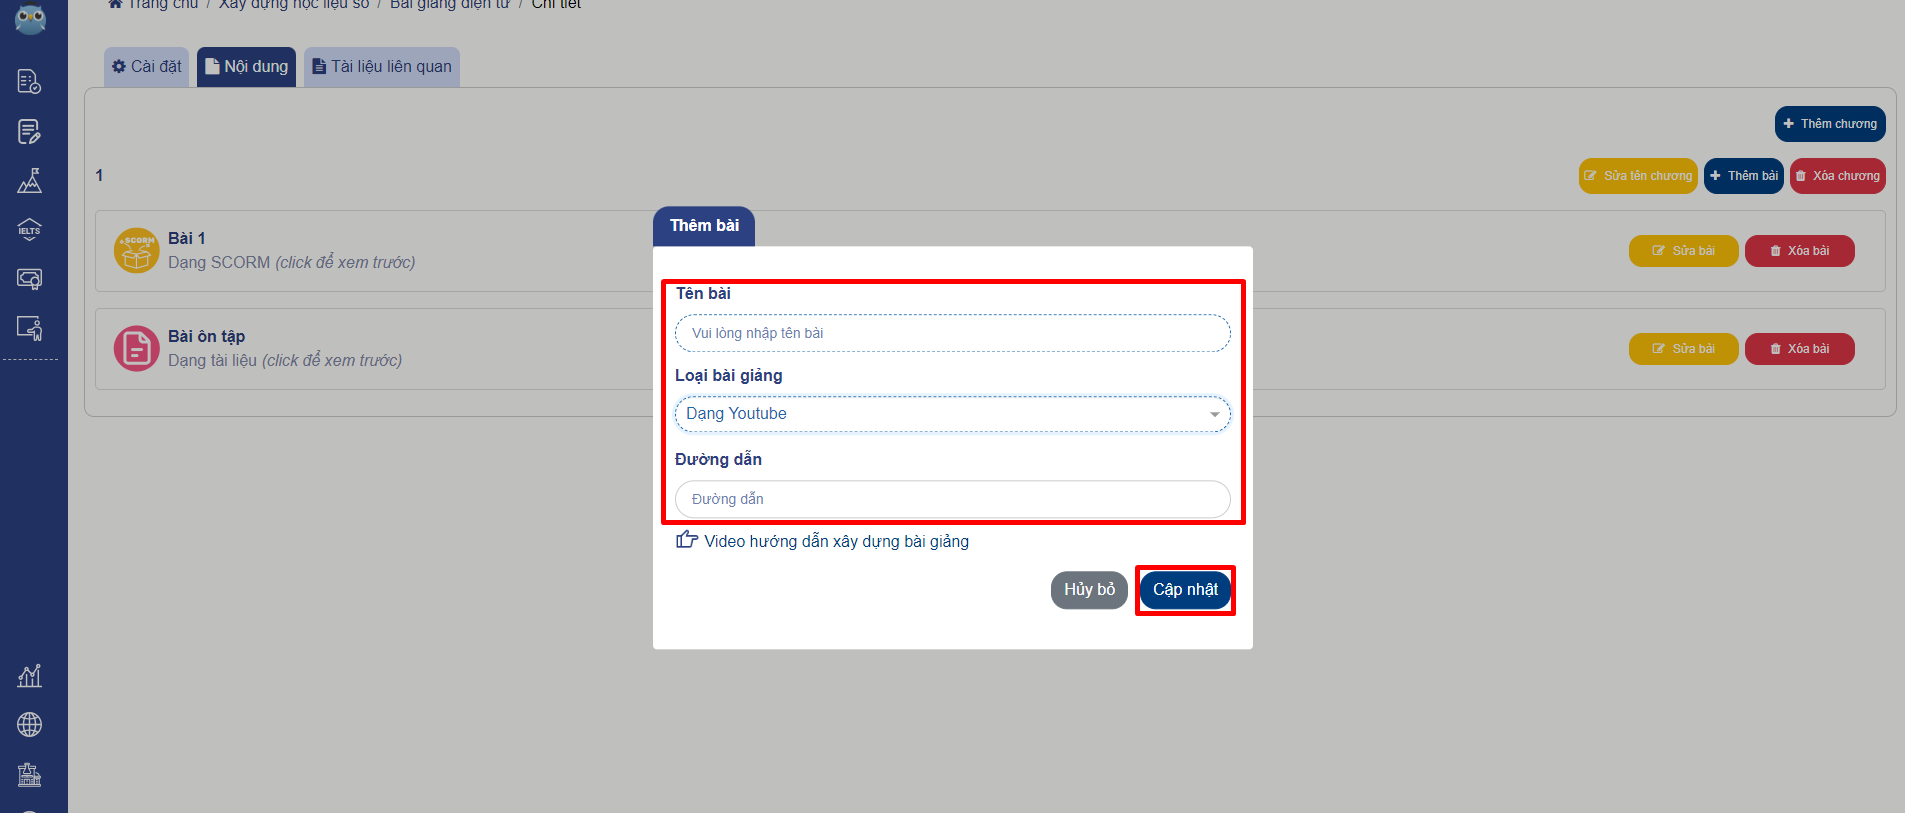 Trang chủ / Xây dựng học liệu số / Bài giảng điện tử / Chi tiết
Cài đặt
Nội dung
Tài liệu liên quan
Thêm chương
1
Sửa tên chương
Thêm bài
Xóa chương
IELTS
Thêm bài
SCORM
Bài 1
Dạng SCORM (click để xem trước)
Sửa bài
Xóa bài
Bài ôn tập
Dạng tài liệu (click để xem trước)
Sửa bài
Xóa bài
Tên bài
Vui lòng nhập tên bài
Loại bài giảng
Dạng Youtube
Đường dẫn
Đường dẫn
Video hướng dẫn xây dựng bài giảng
Hủy bỏ
Cập nhật